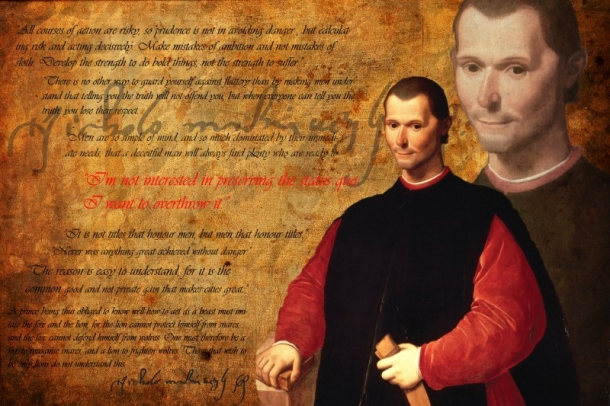 "All courses of action are risky, so prudence is not in avoiding danger, but calculat
ing risk and acting decisively. Make mistakes of ambition and not mistakes of
sloth. Develop the strength to do bold things, not the strength to suffer."
"There is no other way to guard yourself against flattery than by making men under
stand that telling you the truth will not offend you, but when everyone can tell you the
truth, you lose their respect
"Men are so simple of mind, and so much dominated by their immedi
ate needs, that a deceitful man will always find plenty who are ready
"I'm not interested in preserving the status quo;
I want to overthrow it."
"It is not titles that honour men, but men that honour titles."
"Never was anything great achieved without danger"
"The reason is easy to understand, for it is the
common good and not private gain that makes cities great."
A prince being thus obliged to know well how to act as a beast must imi
tate the fox and the lion, for the lion cannot protect himself from snares,
and the fox cannot defend himself from wolves. One must therefore be a
fox to recognise snares, and a lion to frighten wolves. Those that wish to
be only lions do not understand this.